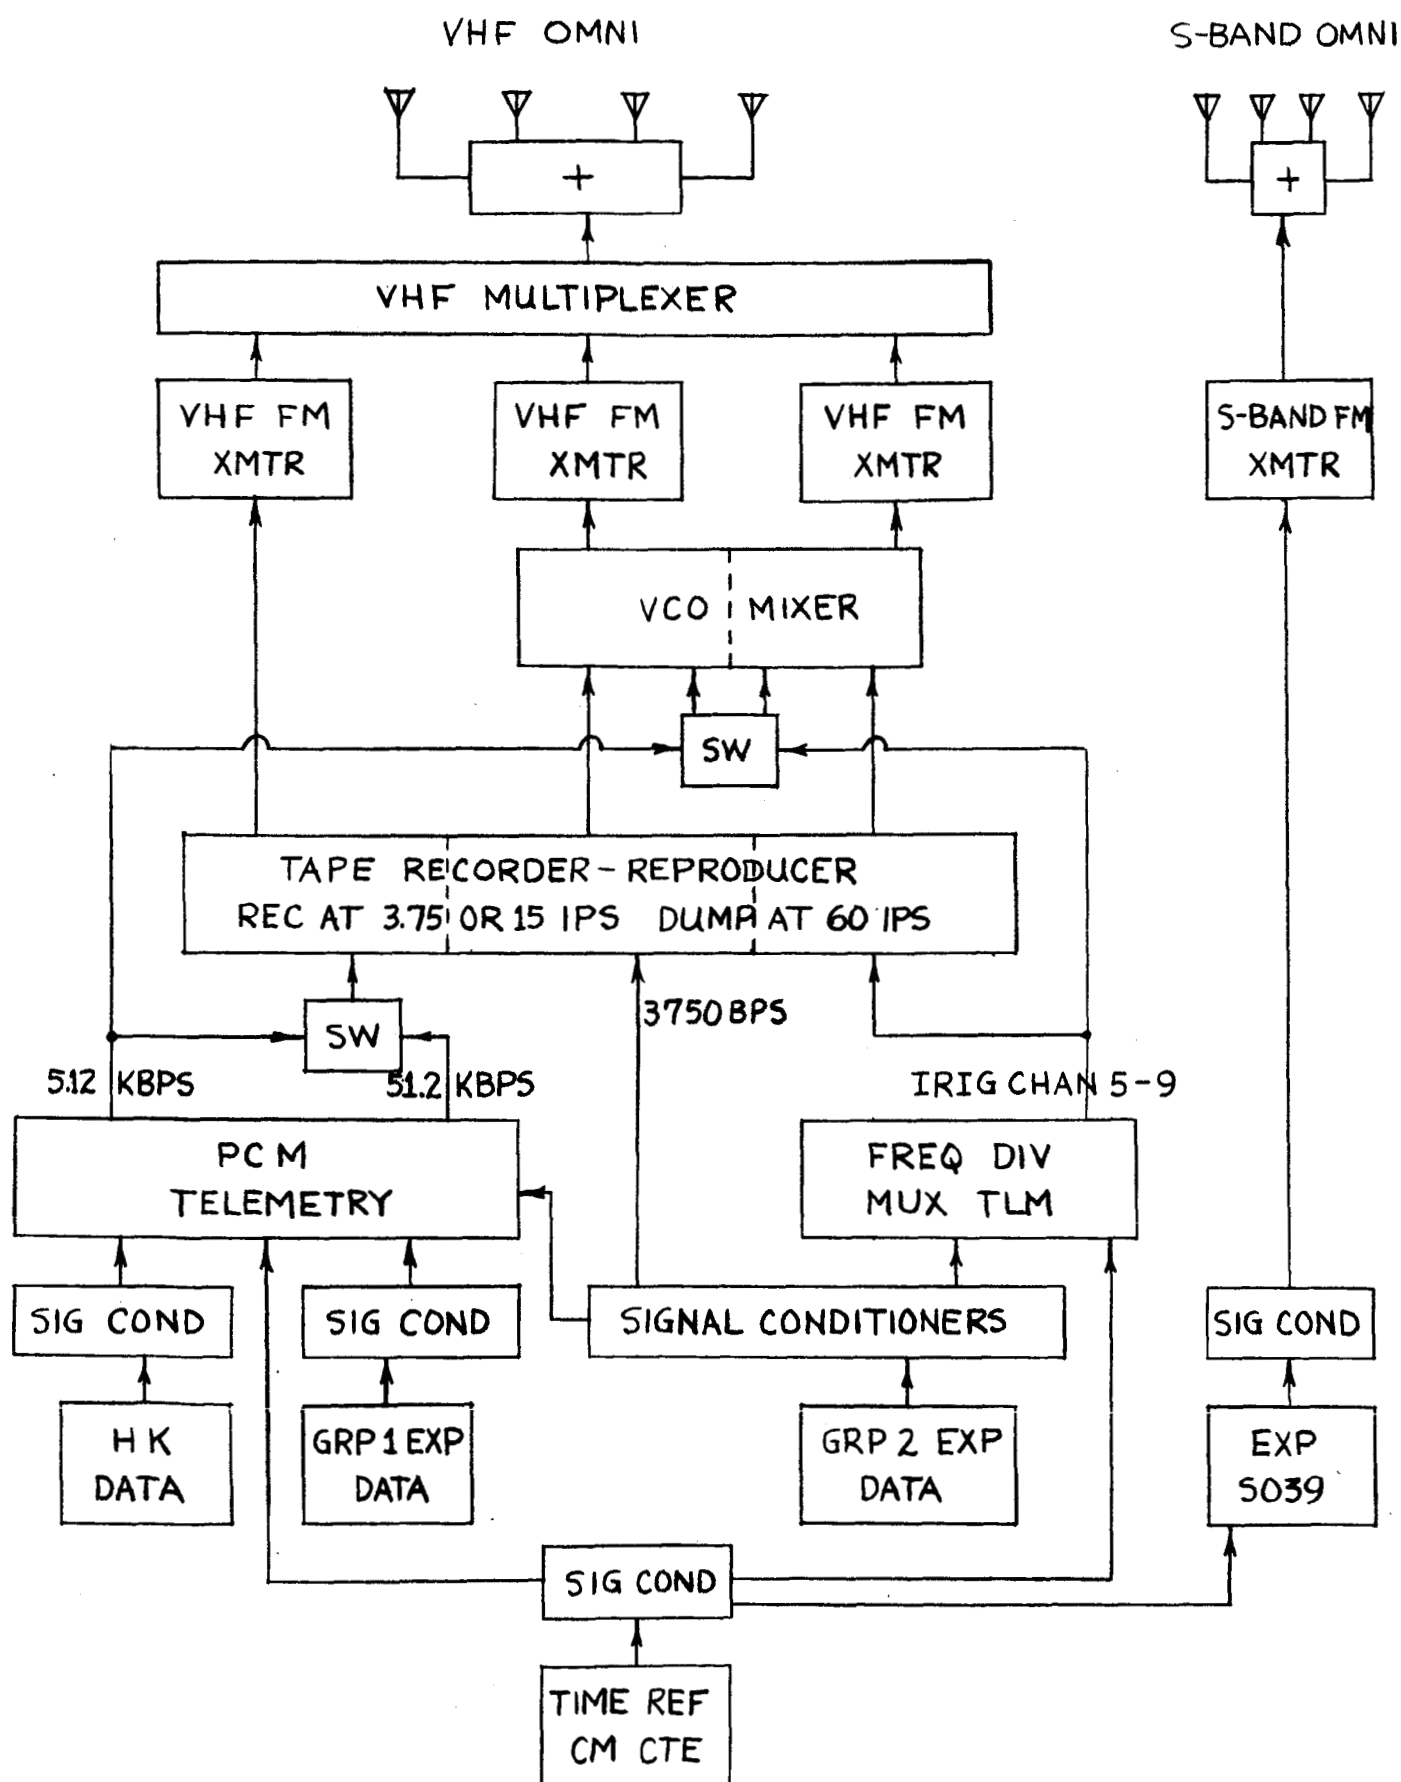 VHF OMNI
S-BAND OMNI
+
+
VHF MULTIPLEXER
VHF FM
XMTR
VHF FM
XMTR
VHF FM
XMTR
S-BAND FM
XMTR
VCO MIXER
SW
TAPE RECORDER-REPRODUCER
REC AT 3.75 OR 15 IPS DUMP AT 60 IPS
3750 BPS
SW
5.12 KBPS
51.2 KBPS
IRIG CHAN 5-9
PCM
TELEMETRY
FREQ DIV
MUX TLM
SIG COND
SIG COND
SIGNAL CONDITIONERS
SIG COND
HK
DATA
GRP 1 EXP
DATA
GRP 2 EXP
DATA
EXP
S039
SIG COND
TIME REF
CM CTE